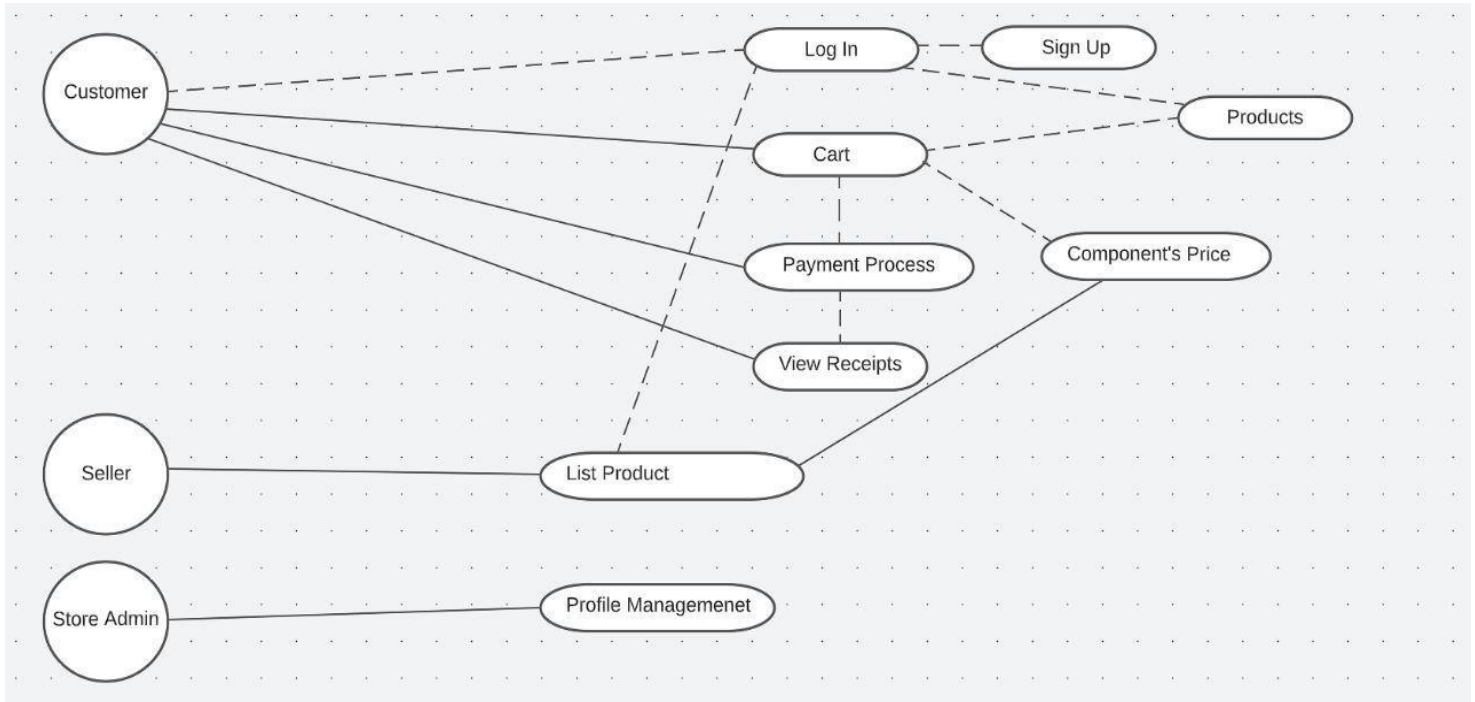 Log In
Sign Up
Customer
Products
Cart
Component's Price
Payment Process
View Receipts
Seller
List Product
Store Admin
Profile Managemenet